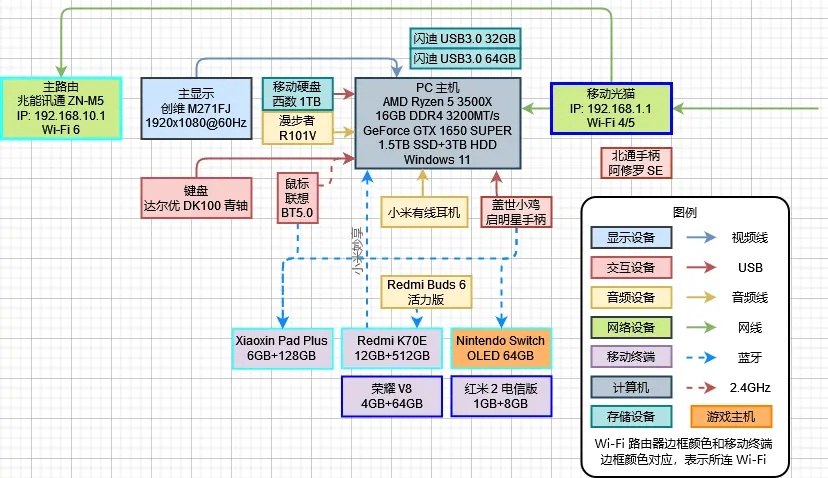 闪迪 USB3.0 32GB
闪迪 USB3.0 64GB
主路由
兆能讯通 ZN-M5
IP: 192.168.10.1
Wi-Fi 6
主显示
创维 M271FJ
1920x1080@60Hz
移动硬盘
西数 1TB
漫步者
R101V
PC 主机
AMD Ryzen 5 3500X
16GB DDR4 3200MT/s
GeForce GTX 1650 SUPER
1.5TB SSD+3TB HDD
Windows 11
移动光猫
IP: 192.168.1.1
Wi-Fi 4/5
北通手柄
阿修罗 SE
键盘
达尔优 DK100 青轴
鼠标
联想
BT5.0
小米妙享
小米有线耳机
盖世小鸡
启明星手柄
Redmi Buds 6
活力版
Xiaoxin Pad Plus
6GB+128GB
Redmi K70E
12GB+512GB
Nintendo Switch
OLED 64GB
荣耀 V8
4GB+64GB
红米 2 电信版
1GB+8GB
图例
显示设备
视频线
交互设备
USB
音频设备
音频线
网络设备
网线
移动终端
蓝牙
计算机
2.4GHz
存储设备
游戏主机
Wi-Fi 路由器边框颜色和移动终端
边框颜色对应，表示所连 Wi-Fi